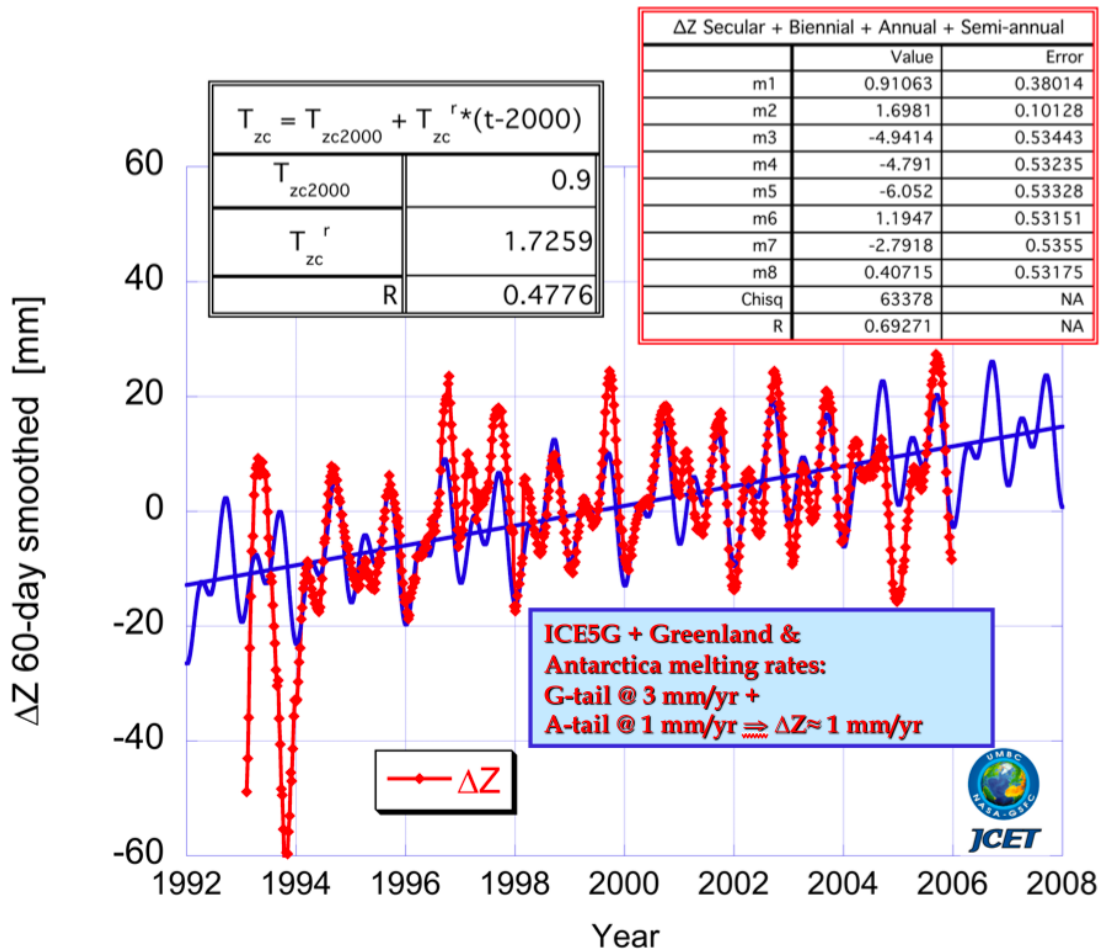 ΔZ Secular + Biennial + Annual + Semi-annual
Value Error
m1 0.91063 0.38014
m2 1.6981 0.10128
m3 -4.9414 0.53443
m4 -4.791 0.53235
m5 -6.052 0.53328
m6 1.1947 0.53151
m7 -2.7918 0.5355
m8 0.40715 0.53175
Chisq 63378 NA
R 0.69271 NA
T_zc = T_zc2000 + T_zc^r*(t-2000)
T_zc2000 0.9
T_zc^r 1.7259
R 0.4776
60
40
20
0
-20
-40
-60
ΔZ 60-day smoothed [mm]
ICE5G + Greenland &
Antarctica melting rates:
G-tail @ 3 mm/yr +
A-tail @ 1 mm/yr ⇒ ΔZ≈ 1 mm/yr
ΔZ
UMBC
NASA-GSFC
JCET
1992 1994 1996 1998 2000 2002 2004 2006 2008
Year